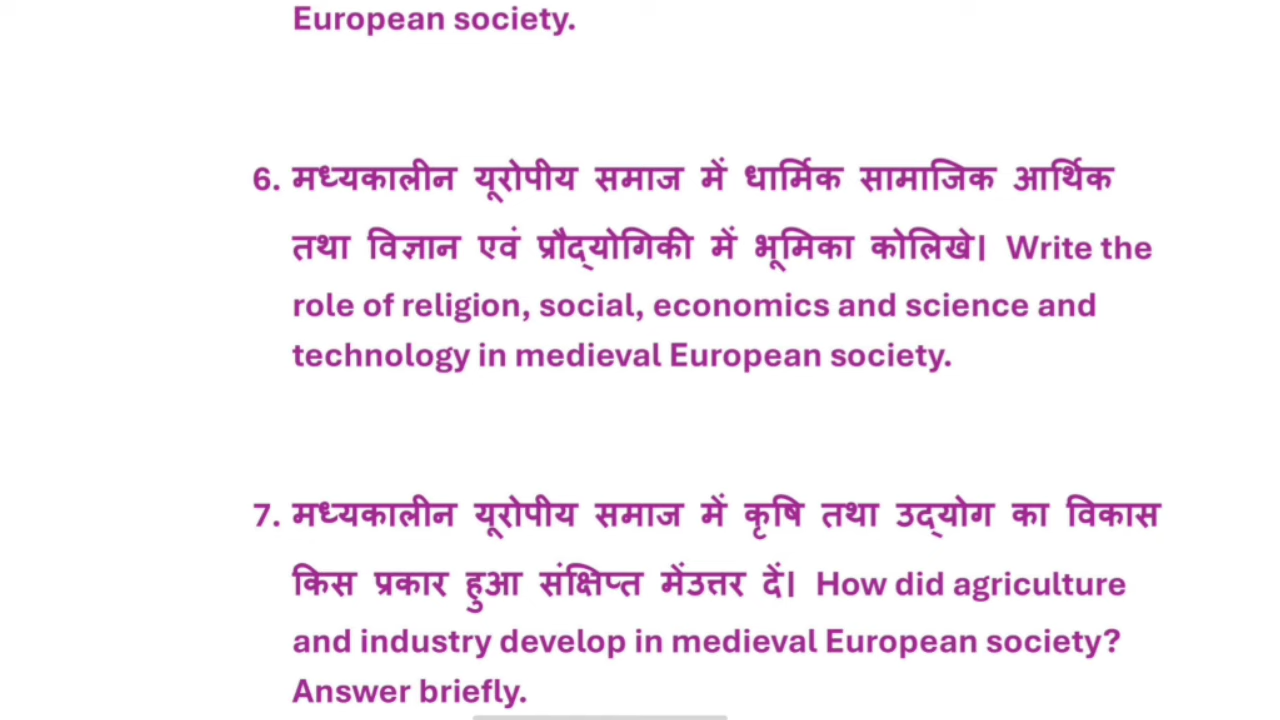 European society.
6. मध्यकालीन यूरोपीय समाज में धार्मिक सामाजिक आर्थिक
तथा विज्ञान एवं प्रौद्योगिकी में भूमिका कोलिखे। Write the
role of religion, social, economics and science and
technology in medieval European society.
7. मध्यकालीन यूरोपीय समाज में कृषि तथा उद्योग का विकास
किस प्रकार हुआ संक्षिप्त मेंउत्तर दें। How did agriculture
and industry develop in medieval European society?
Answer briefly.